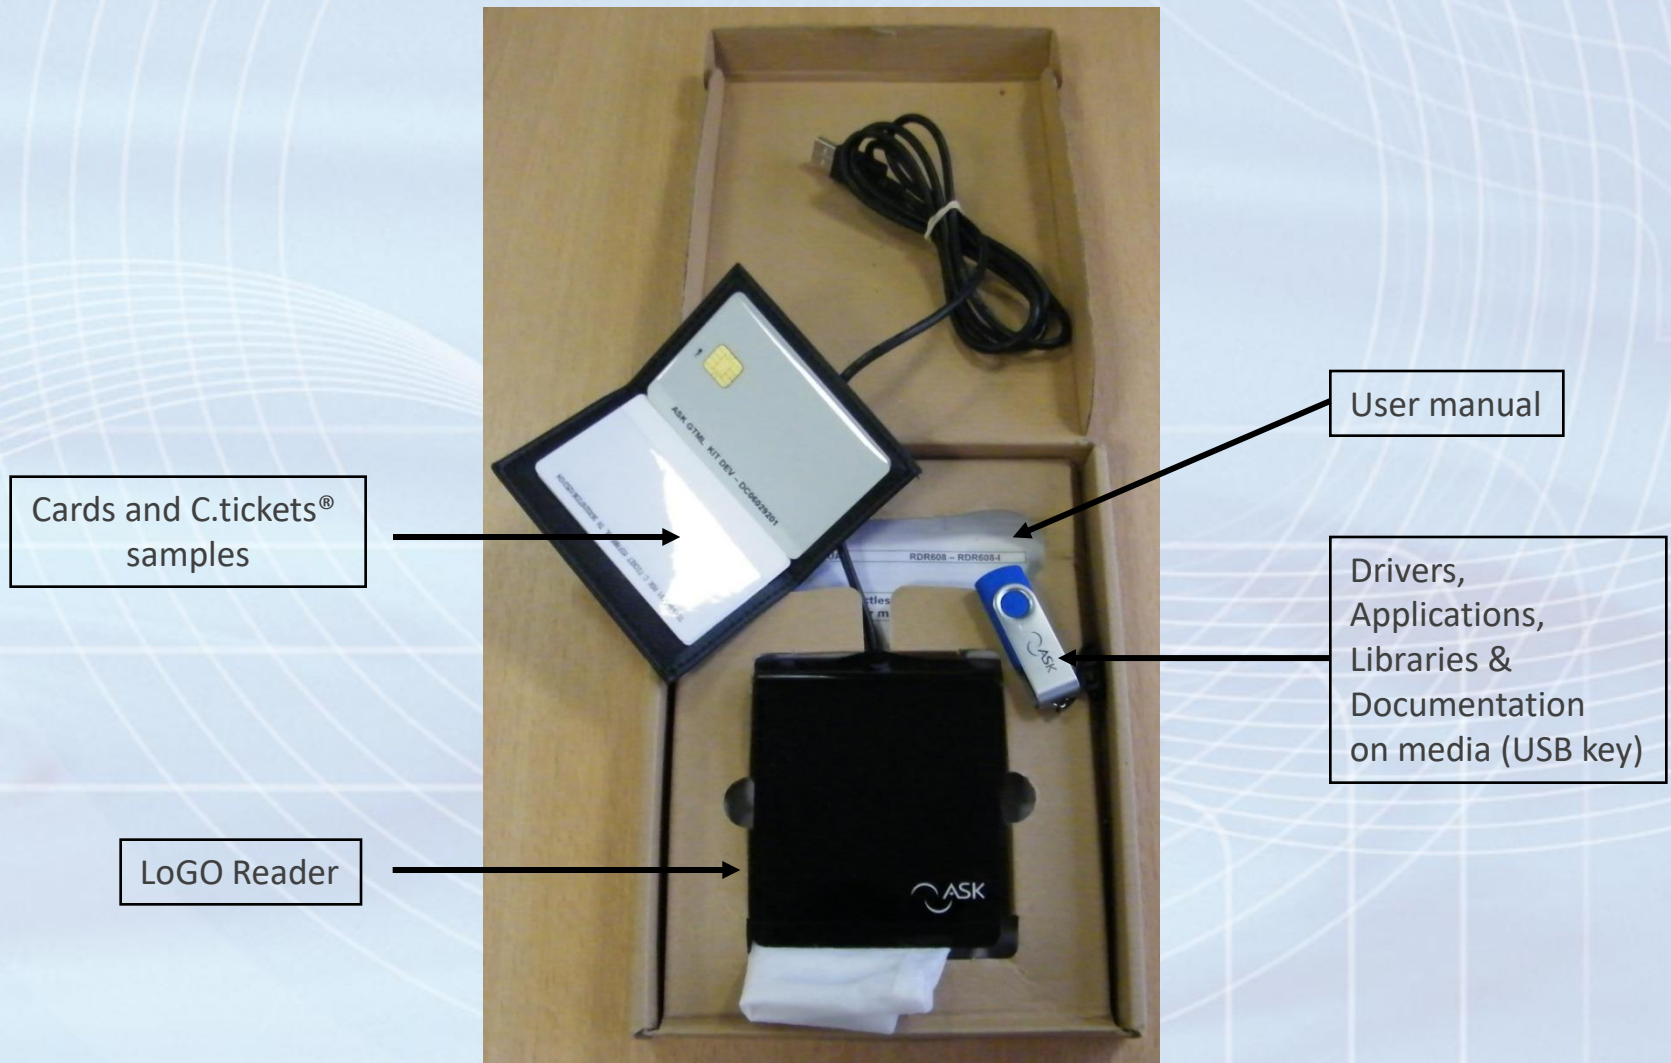 1
ASK GTML KIT DEV – DC06029201
User manual
Cards and C.tickets®
samples
RDR608 – RDR608-I
Drivers,
Applications,
Libraries &
Documentation
on media (USB key)
ASK
LoGO Reader
ASK